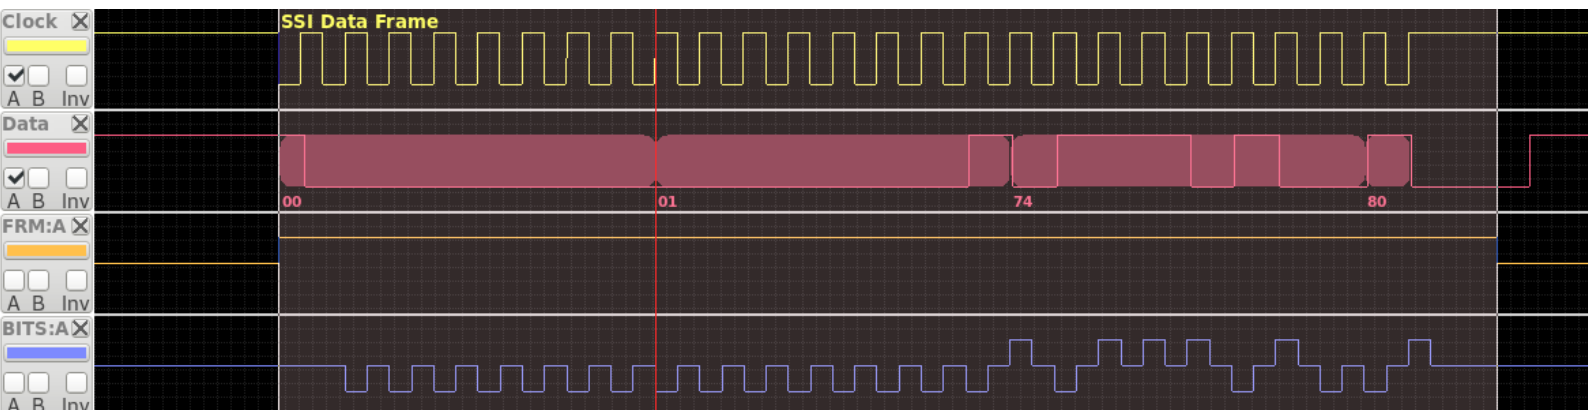 Clock
SSI Data Frame
A B Inv
Data
A B Inv
00 01 74 80
FRM:A
A B Inv
BITS:A
A B Inv